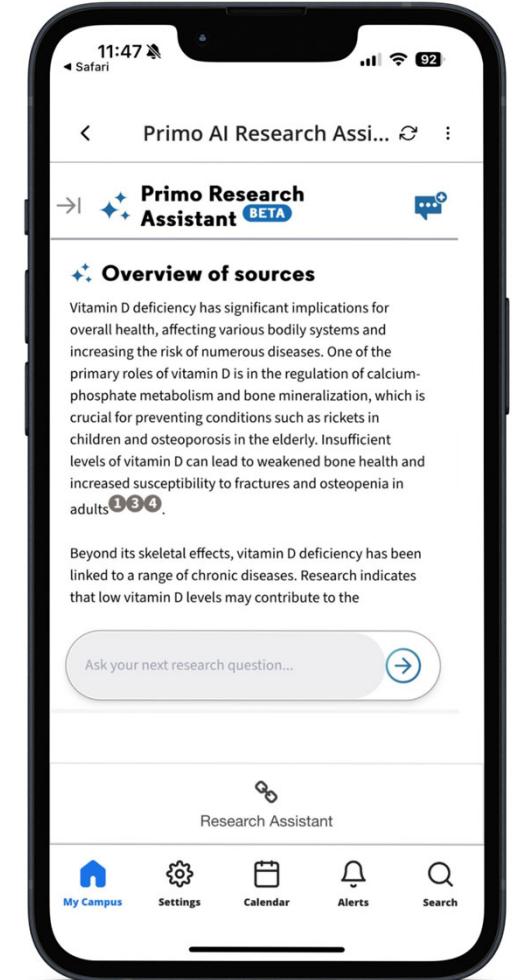 11:47
Safari
92
Primo AI Research Assi...
Primo Research
Assistant BETA
Overview of sources
Vitamin D deficiency has significant implications for
overall health, affecting various bodily systems and
increasing the risk of numerous diseases. One of the
primary roles of vitamin D is in the regulation of calcium-
phosphate metabolism and bone mineralization, which is
crucial for preventing conditions such as rickets in
children and osteoporosis in the elderly. Insufficient
levels of vitamin D can lead to weakened bone health and
increased susceptibility to fractures and osteopenia in
adults 1 3 4.
Beyond its skeletal effects, vitamin D deficiency has been
linked to a range of chronic diseases. Research indicates
that low vitamin D levels may contribute to the
Ask your next research question...
Research Assistant
My Campus
Settings
Calendar
Alerts
Search